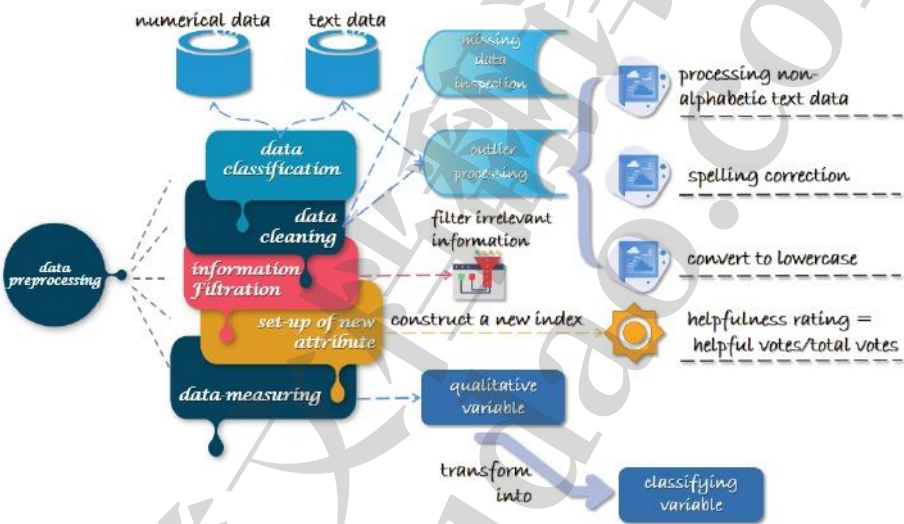 numerical data
text data
missing
data
inspection
processing non-
alphabetic text data
data
classification
outlier
processing
spelling correction
data
cleaning
filter irrelevant
information
data
preprocessing
information
Filtration
convert to lowercase
set-up of new
attribute
construct a new index
helpfulness rating =
helpful votes/total votes
data measuring
qualitative
variable
transform
into
classifying
variable